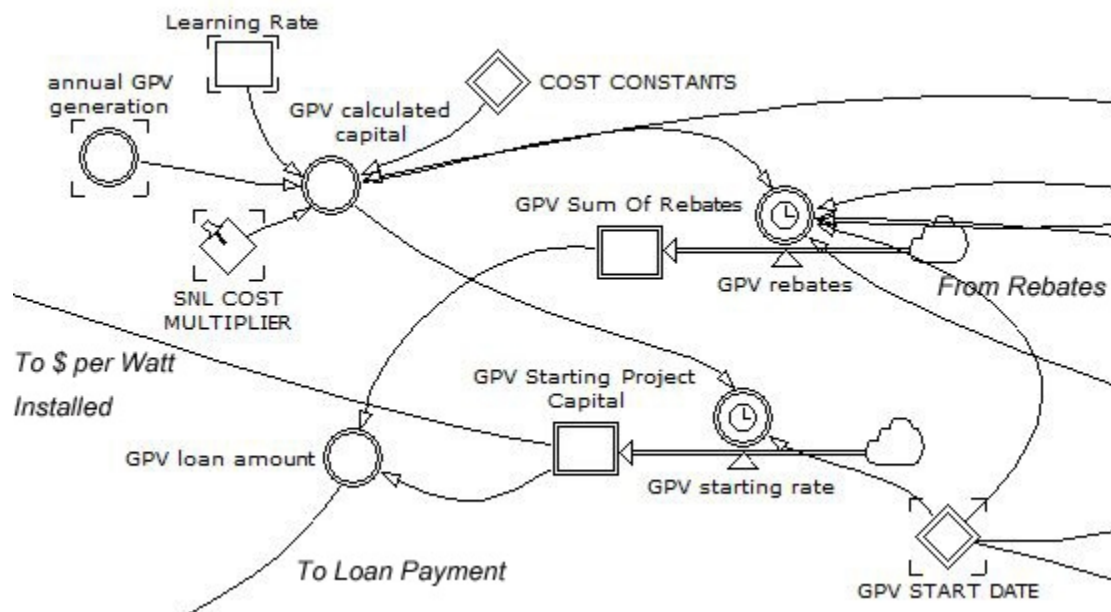 Learning Rate
annual GPV
generation
GPV calculated
capital
COST CONSTANTS
GPV Sum Of Rebates
SNL COST
MULTIPLIER
GPV rebates
From Rebates
To $ per Watt
Installed
GPV Starting Project
Capital
GPV loan amount
GPV starting rate
To Loan Payment
GPV START DATE